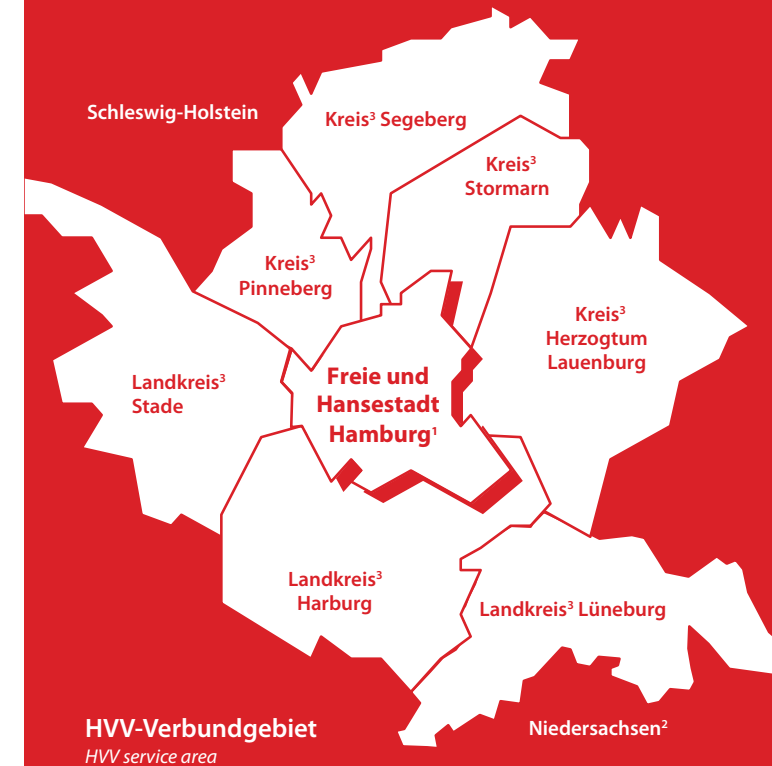 Schleswig-Holstein
Kreis³ Segeberg
Kreis³
Stormarn
Kreis³
Pinneberg
Kreis³
Herzogtum
Lauenburg
Freie und
Hansestadt
Hamburg¹
Landkreis³
Stade
Landkreis³
Harburg
Landkreis³ Lüneburg
HVV-Verbundgebiet
HVV service area
Niedersachsen²